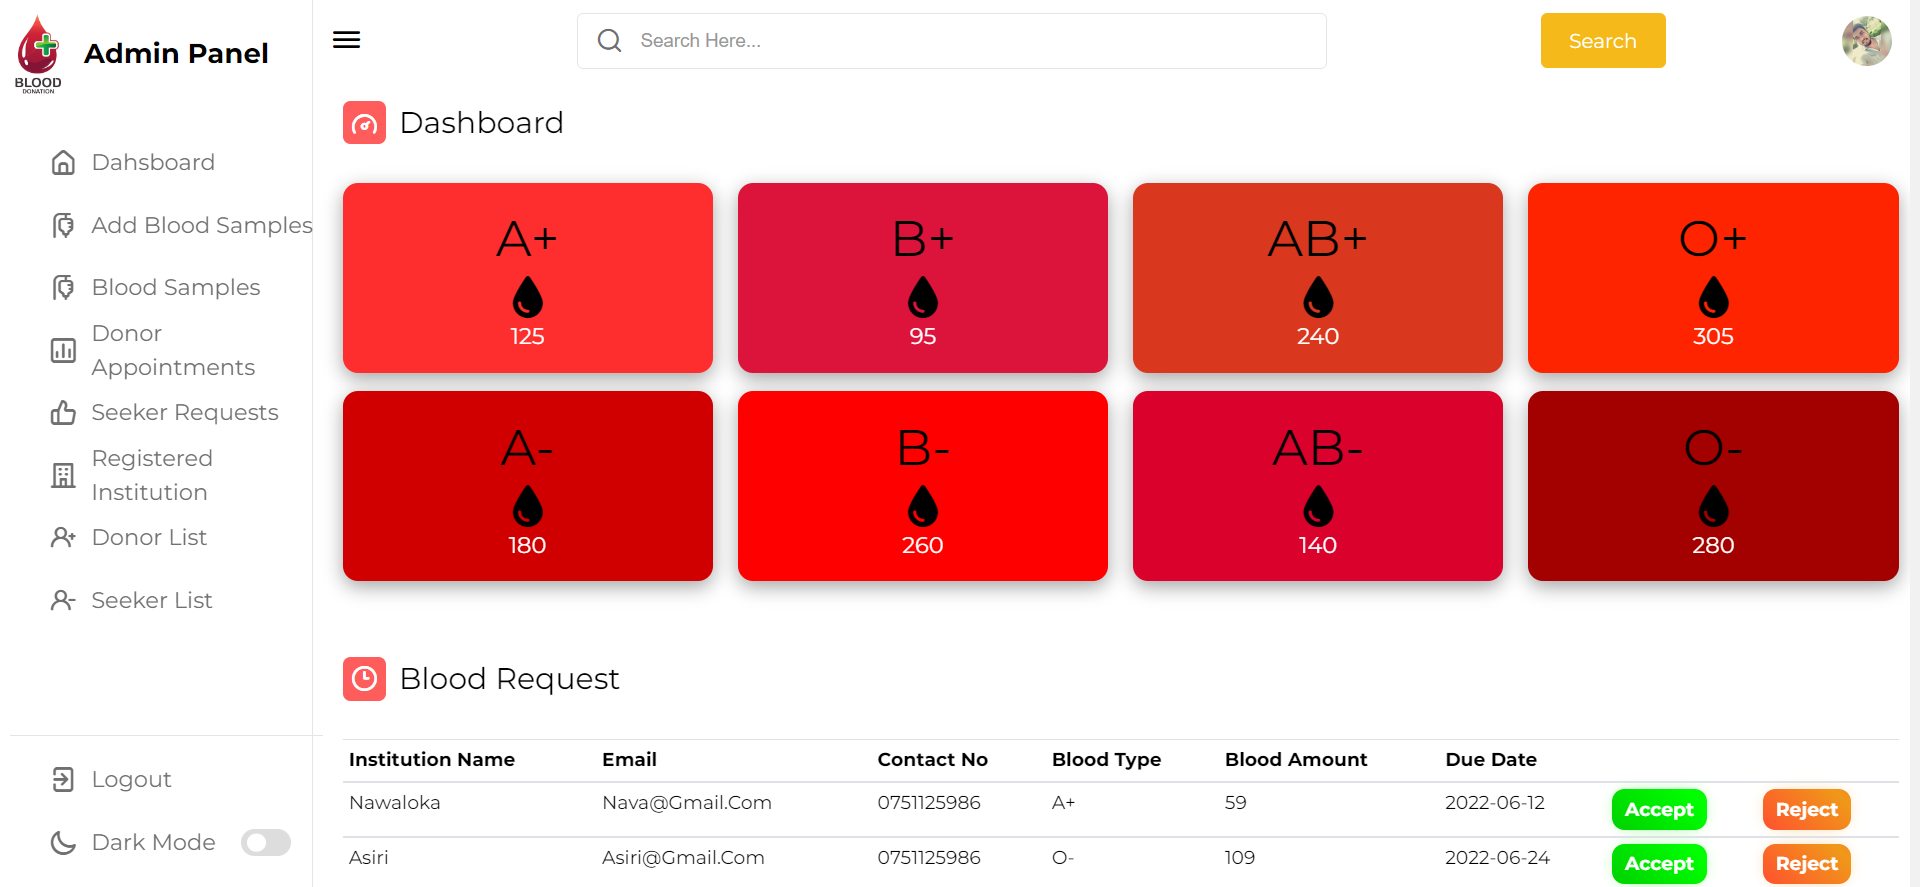 BLOOD
DONATION
Admin Panel
Search Here...
Search
Dahsboard
Add Blood Samples
Blood Samples
Donor
Appointments
Seeker Requests
Registered
Institution
Donor List
Seeker List
Logout
Dark Mode
Dashboard
A+
125
B+
95
AB+
240
O+
305
A-
180
B-
260
AB-
140
O-
280
Blood Request
Institution Name Email Contact No Blood Type Blood Amount Due Date
Nawaloka Nava@Gmail.Com 0751125986 A+ 59 2022-06-12 Accept Reject
Asiri Asiri@Gmail.Com 0751125986 O- 109 2022-06-24 Accept Reject